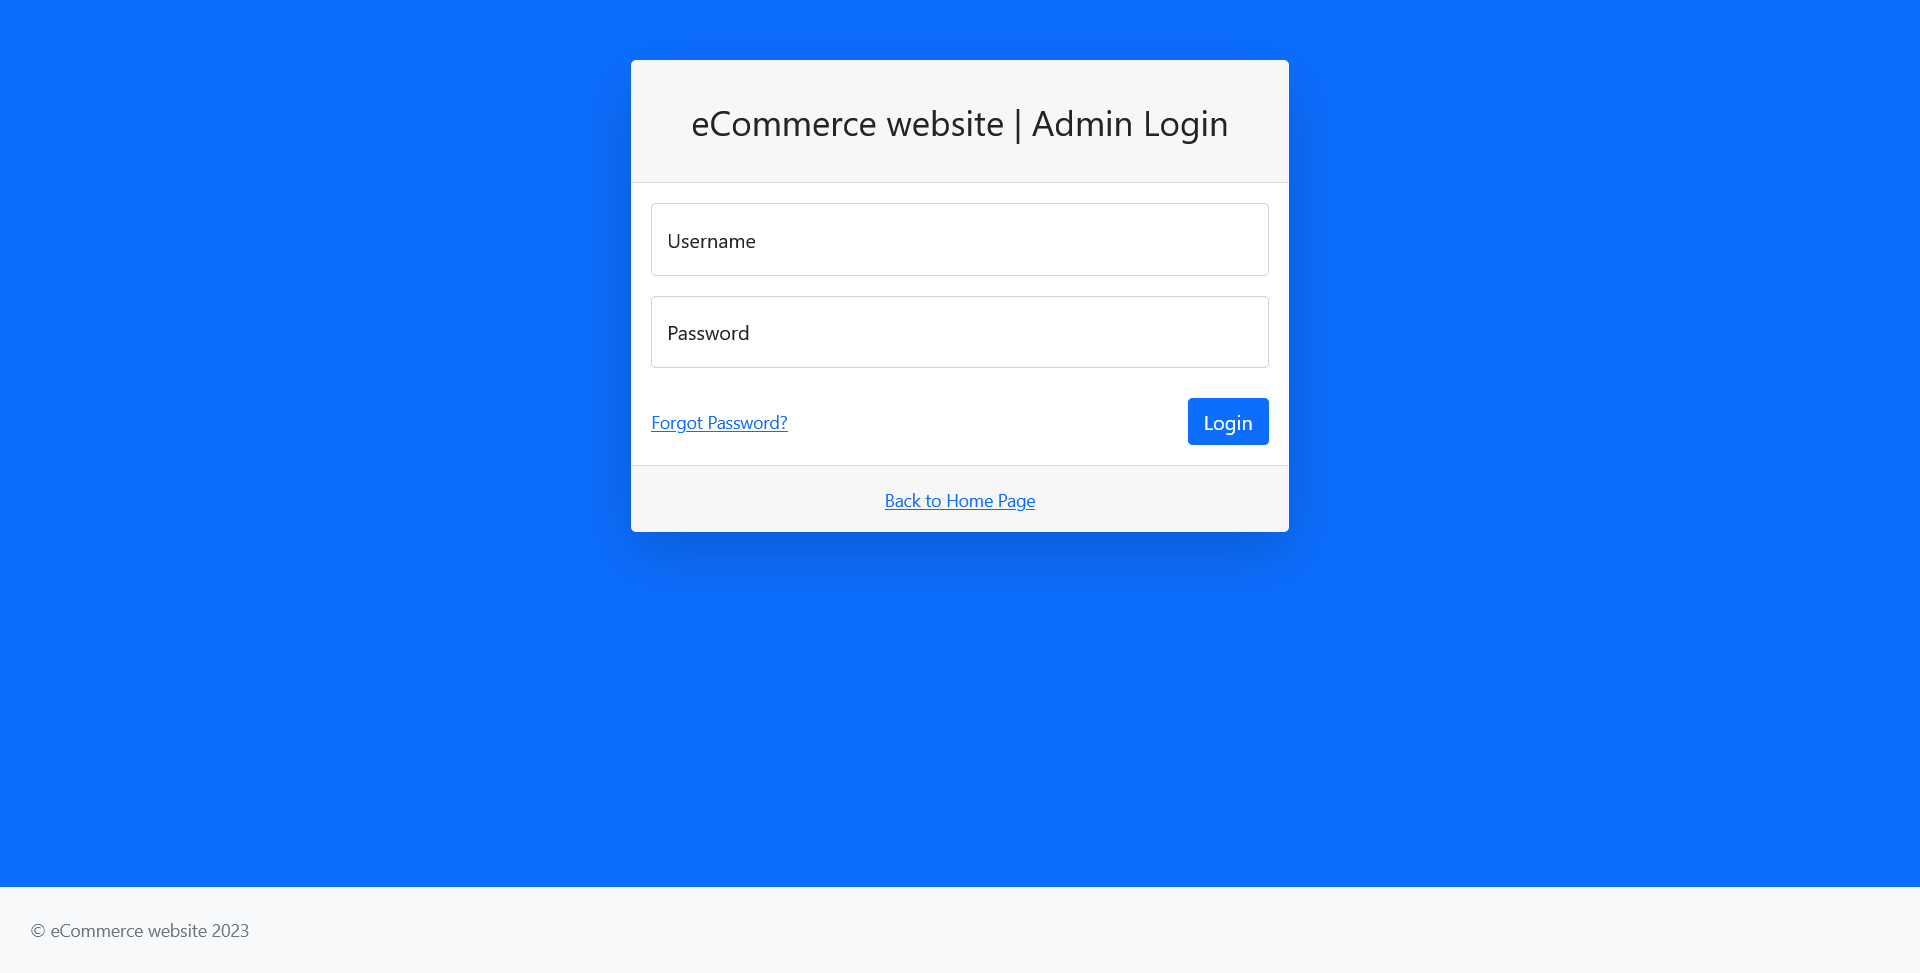 eCommerce website | Admin Login
Username
Password
Forgot Password?
Login
Back to Home Page
© eCommerce website 2023